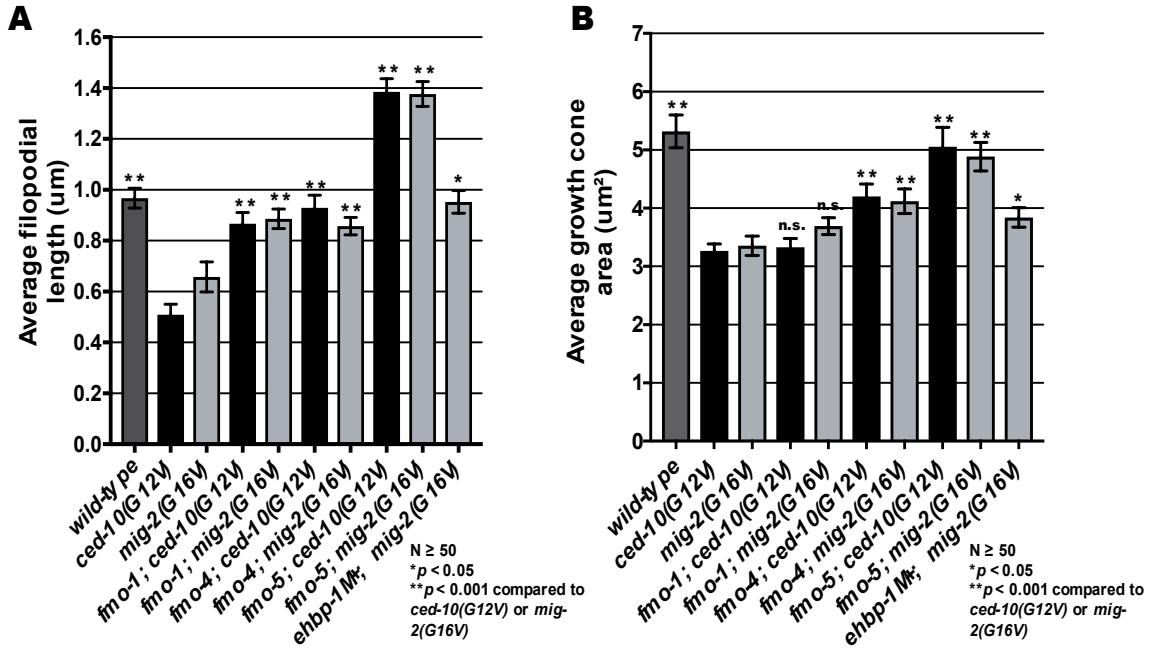 A
Average filopodial
length (um)
1.6
1.4
1.2
1.0
0.8
0.6
0.4
0.2
0.0
**
**
**
**
**
**
**
*
wild-type
ced-10(G12V)
mig-2(G16V)
fmo-1; ced-10(G12V)
fmo-1; mig-2(G16V)
fmo-4; ced-10(G12V)
fmo-4; mig-2(G16V)
fmo-5; ced-10(G12V)
fmo-5; mig-2(G16V)
ehbp-1 M+; mig-2(G16V)
N ≥ 50
*p < 0.05
**p < 0.001 compared to
ced-10(G12V) or mig-
2(G16V)
B
Average growth cone
area (um²)
7
6
5
4
3
2
1
0
**
n.s.
n.s.
**
**
**
**
*
wild-type
ced-10(G12V)
mig-2(G16V)
fmo-1; ced-10(G12V)
fmo-1; mig-2(G16V)
fmo-4; ced-10(G12V)
fmo-4; mig-2(G16V)
fmo-5; ced-10(G12V)
fmo-5; mig-2(G16V)
ehbp-1 M+; mig-2(G16V)
N ≥ 50
*p < 0.05
**p < 0.001 compared to
ced-10(G12V) or mig-
2(G16V)